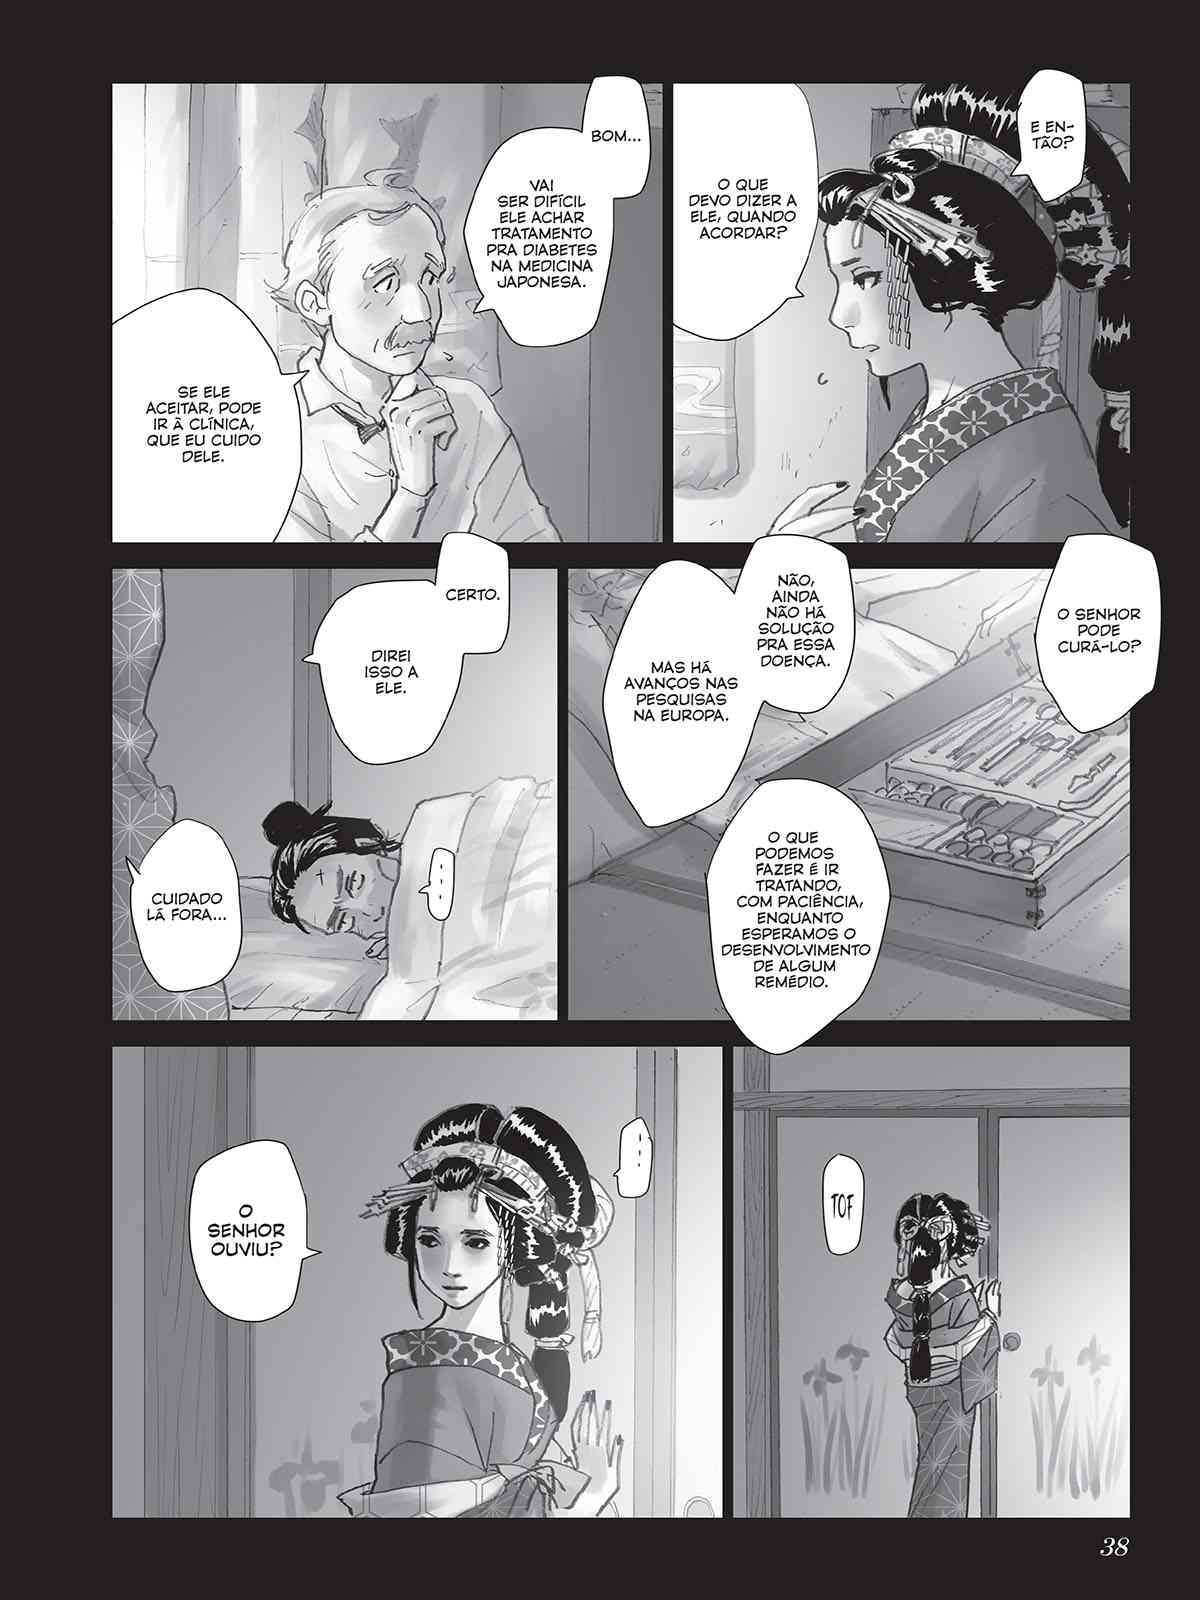 E EN-
TÃO?
O QUE
DEVO DIZER A
ELE, QUANDO
ACORDAR?
BOM...
VAI
SER DIFÍCIL
ELE ACHAR
TRATAMENTO
PRA DIABETES
NA MEDICINA
JAPONESA.
SE ELE
ACEITAR, PODE
IR À CLÍNICA,
QUE EU CUIDO
DELE.
O SENHOR
PODE
CURÁ-LO?
NÃO,
AINDA
NÃO HÁ
SOLUÇÃO
PRA ESSA
DOENÇA.
MAS HÁ
AVANÇOS NAS
PESQUISAS
NA EUROPA.
O QUE
PODEMOS
FAZER É IR
TRATANDO,
COM PACIÊNCIA,
ENQUANTO
ESPERAMOS O
DESENVOLVIMENTO
DE ALGUM
REMÉDIO.
CERTO.
DIREI
ISSO A
ELE.
....
CUIDADO
LÁ FORA...
TOF
...
O
SENHOR
OUVIU?
38